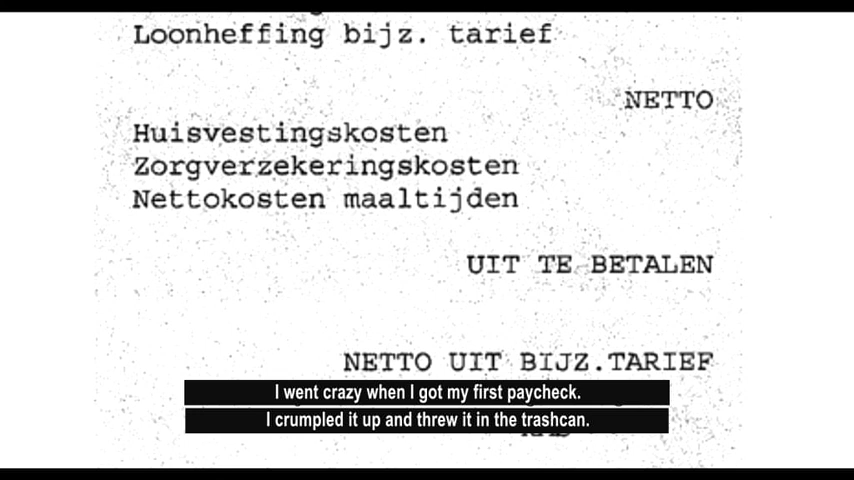 Loonheffing bijz. tarief
NETTO
Huisvestingskosten
Zorgverzekeringskosten
Nettokosten maaltijden
UIT TE BETALEN
NETTO UIT BIJZ.TARIEF
I went crazy when I got my first paycheck.
I crumpled it up and threw it in the trashcan.